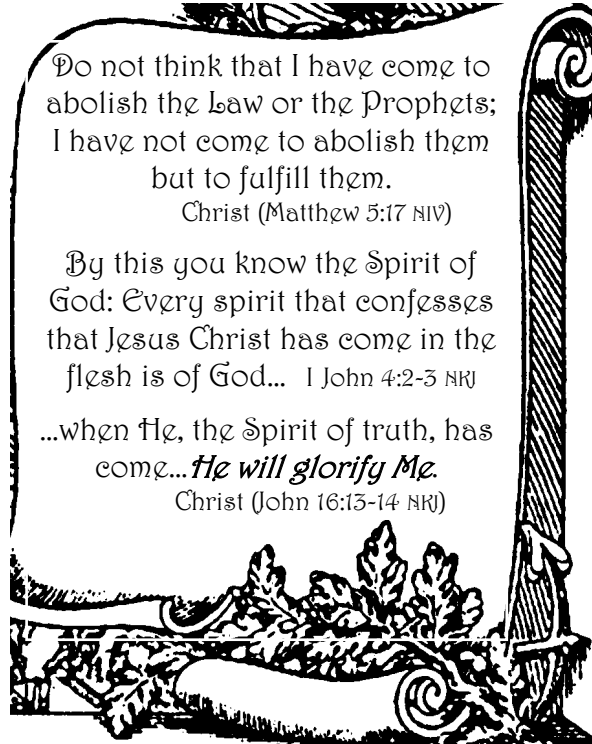 Do not think that I have come to
abolish the Law or the Prophets;
I have not come to abolish them
but to fulfill them.
Christ (Matthew 5:17 NIV)
By this you know the Spirit of
God: Every spirit that confesses
that Jesus Christ has come in the
flesh is of God... I John 4:2-3 NKJ
...when He, the Spirit of truth, has
come...He will glorify Me.
Christ (John 16:13-14 NKJ)